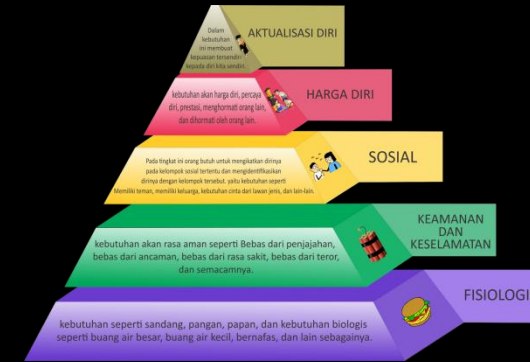 Dalam
kebutuhan
ini membuat
kepuasan tersendiri
kepada diri kita sendiri.
AKTUALISASI DIRI
kebutuhan akan harga diri, percaya
diri, prestasi, menghormati orang lain,
dan dihormati oleh orang lain.
HARGA DIRI
Pada tingkat ini orang butuh untuk mengikatkan dirinya
pada kelompok sosial tertentu dan mengidentifikasikan
dirinya dengan kelompok tersebut. yaitu kebutuhan seperti
Memiliki teman, memiliki keluarga, kebutuhan cinta dari lawan jenis, dan lain-lain.
SOSIAL
kebutuhan akan rasa aman seperti Bebas dari penjajahan,
bebas dari ancaman, bebas dari rasa sakit, bebas dari teror,
dan semacamnya.
KEAMANAN
DAN
KESELAMATAN
kebutuhan seperti sandang, pangan, papan, dan kebutuhan biologis
seperti buang air besar, buang air kecil, bernafas, dan lain sebagainya.
FISIOLOGI